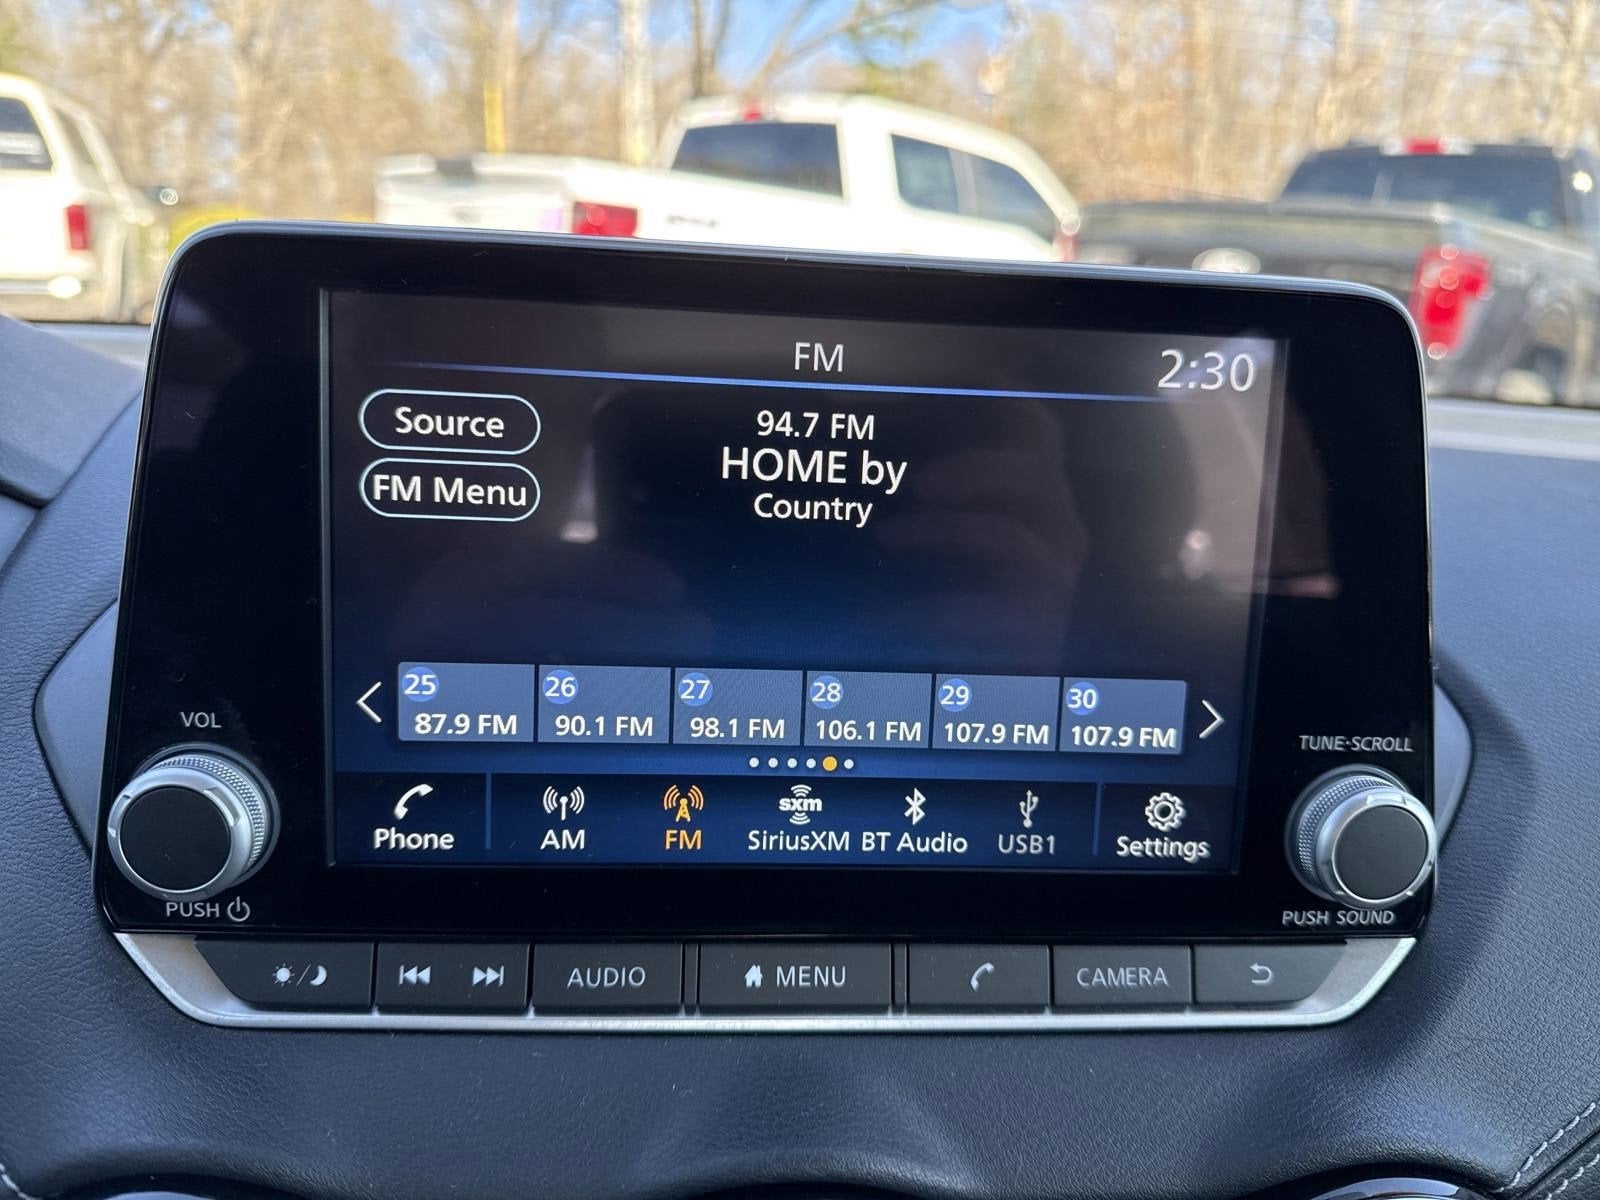 FM
2:30
Source
94.7 FM
HOME by
FM Menu
Country
25 26 27 28 29 30
87.9 FM 90.1 FM 98.1 FM 106.1 FM 107.9 FM 107.9 FM
VOL
TUNE·SCROLL
sxm
Phone AM FM SiriusXM BT Audio USB1 Settings
PUSH
PUSH SOUND
AUDIO MENU CAMERA